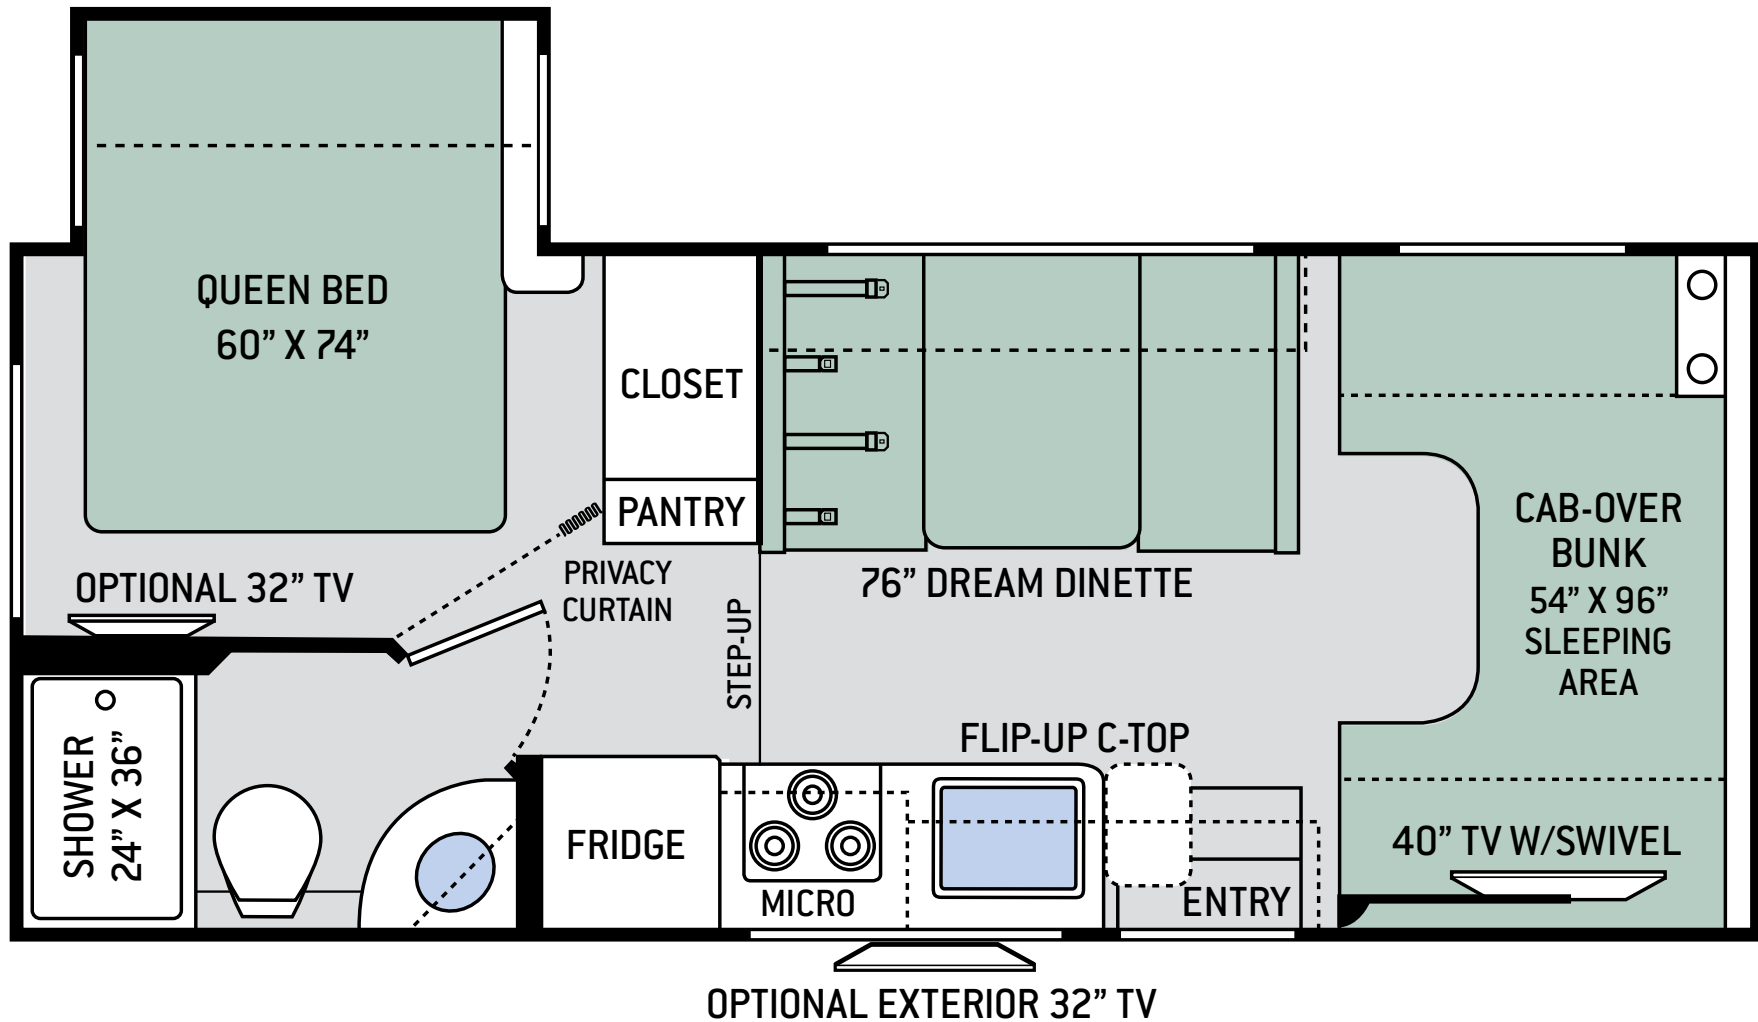 QUEEN BED
60” X 74”
CLOSET
PANTRY
OPTIONAL 32” TV
PRIVACY
CURTAIN
STEP-UP
76” DREAM DINETTE
CAB-OVER
BUNK
54” X 96”
SLEEPING
AREA
SHOWER
24” X 36”
FRIDGE
MICRO
FLIP-UP C-TOP
ENTRY
40” TV W/SWIVEL
OPTIONAL EXTERIOR 32” TV